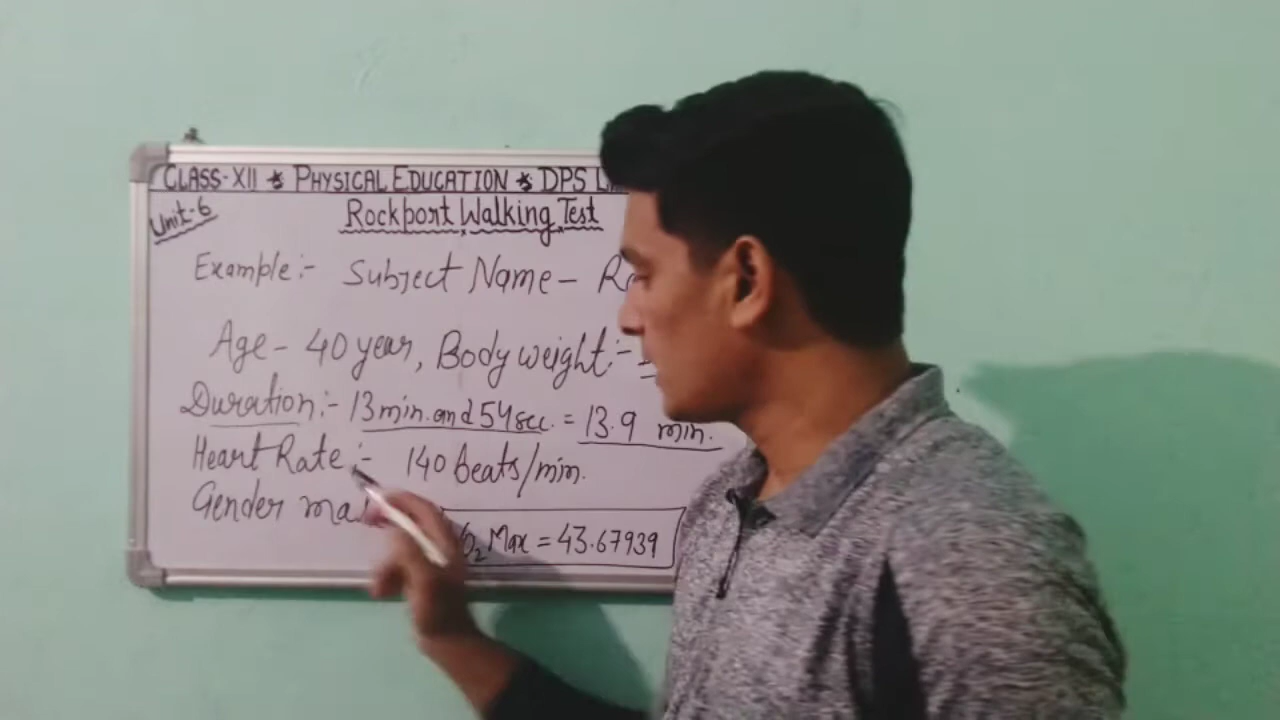 CLASS-XII * PHYSICAL EDUCATION * DPS
Unit-6
Rockport Walking Test
Example:- Subject Name -
Age - 40 year, Body weight:-
Duration:- 13 min. and 54 sec. = 13.9 min.
Heart Rate:- 140 beats/min.
Gender
Max = 43.67939